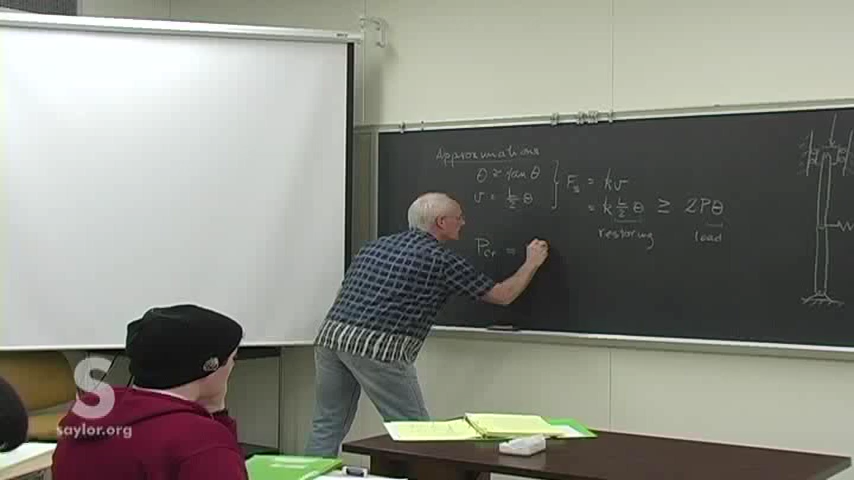 Approximations
θ ≈ tan θ
v = L/2 θ
F_s = kv
= k L/2 θ ≥ 2Pθ
restoring load
P_cr =
S
saylor.org